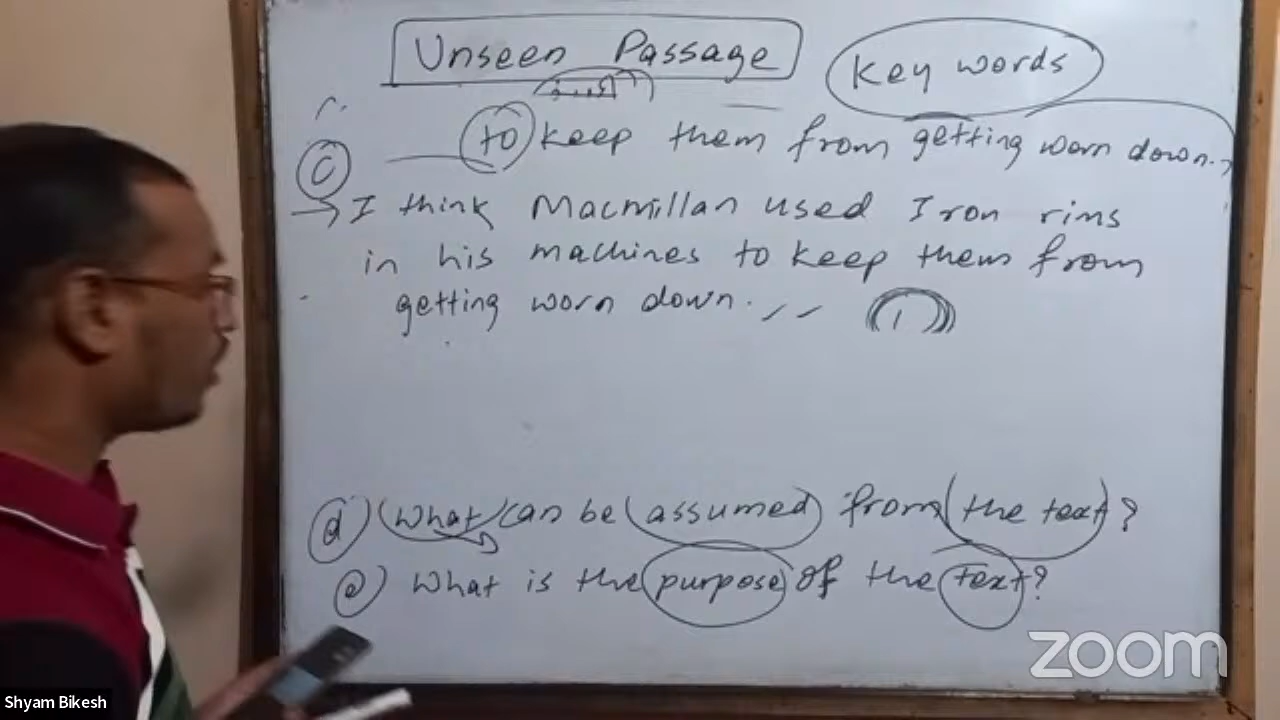 Unseen Passage
Key words
to keep them from getting worn down.
c
→ I think Macmillan used Iron rims
in his machines to keep them from
getting worn down.
d) What can be assumed from the text?
e) What is the purpose of the text?
zoom
Shyam Bikesh